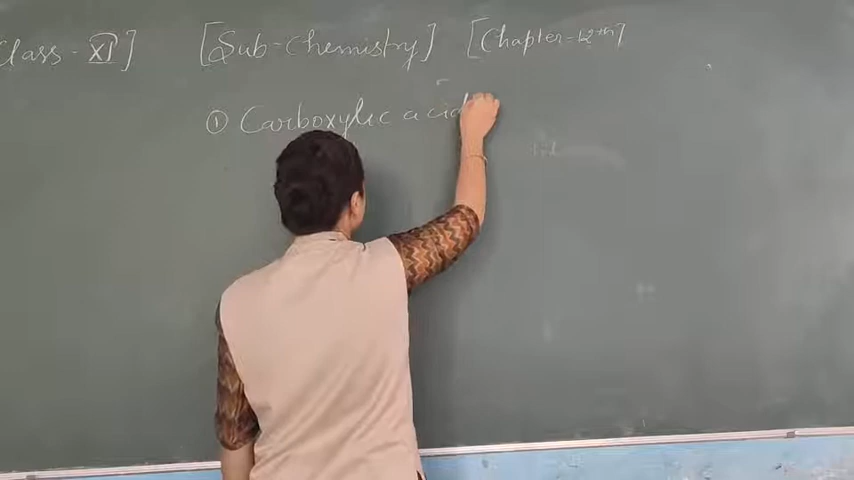 Class - XI] [Sub - Chemistry] [Chapter - 12th]
① Carboxylic acid